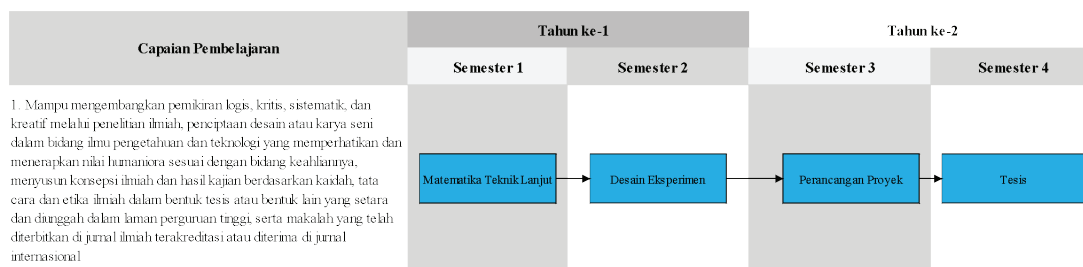 Capaian Pembelajaran
Tahun ke-1
Tahun ke-2
Semester 1
Semester 2
Semester 3
Semester 4
1. Mampu mengembangkan pemikiran logis, kritis, sistematik, dan
kreatif melalui penelitian ilmiah, penciptaan desain atau karya seni
dalam bidang ilmu pengetahuan dan teknologi yang memperhatikan dan
menerapkan nilai humaniora sesuai dengan bidang keahliannya,
menyusun konsepsi ilmiah dan hasil kajian berdasarkan kaidah, tata
cara dan etika ilmiah dalam bentuk tesis atau bentuk lain yang setara
dan diunggah dalam laman perguruan tinggi, serta makalah yang telah
diterbitkan di jurnal ilmiah terakreditasi atau diterima di jurnal
internasional
Matematika Teknik Lanjut
Desain Eksperimen
Perancangan Proyek
Tesis